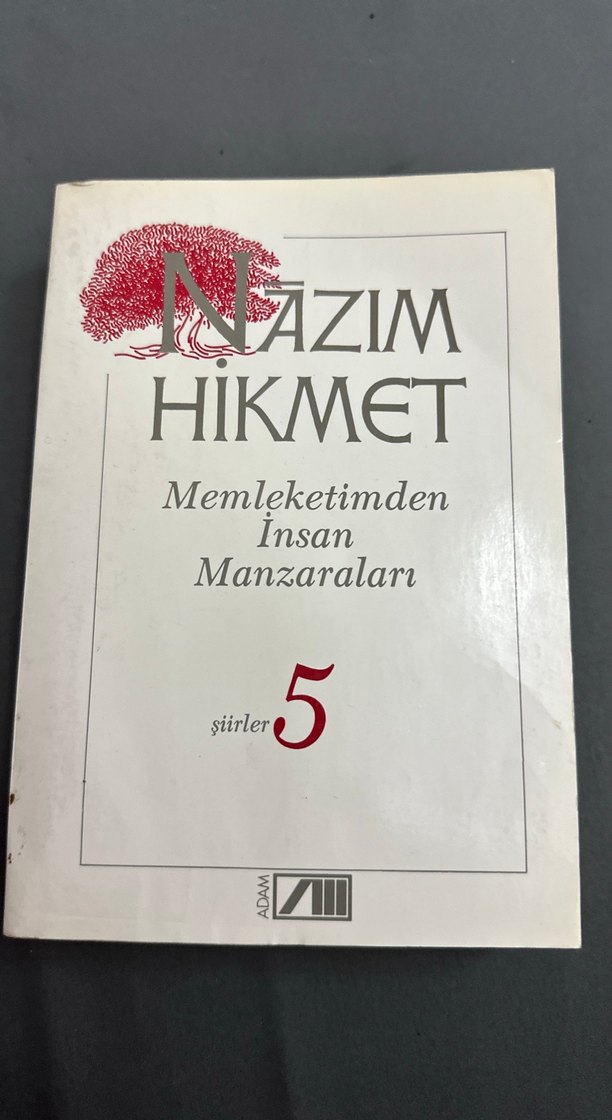 NÂZIM
HİKMET
Memleketimden
İnsan
Manzaraları
şiirler 5
ADAM